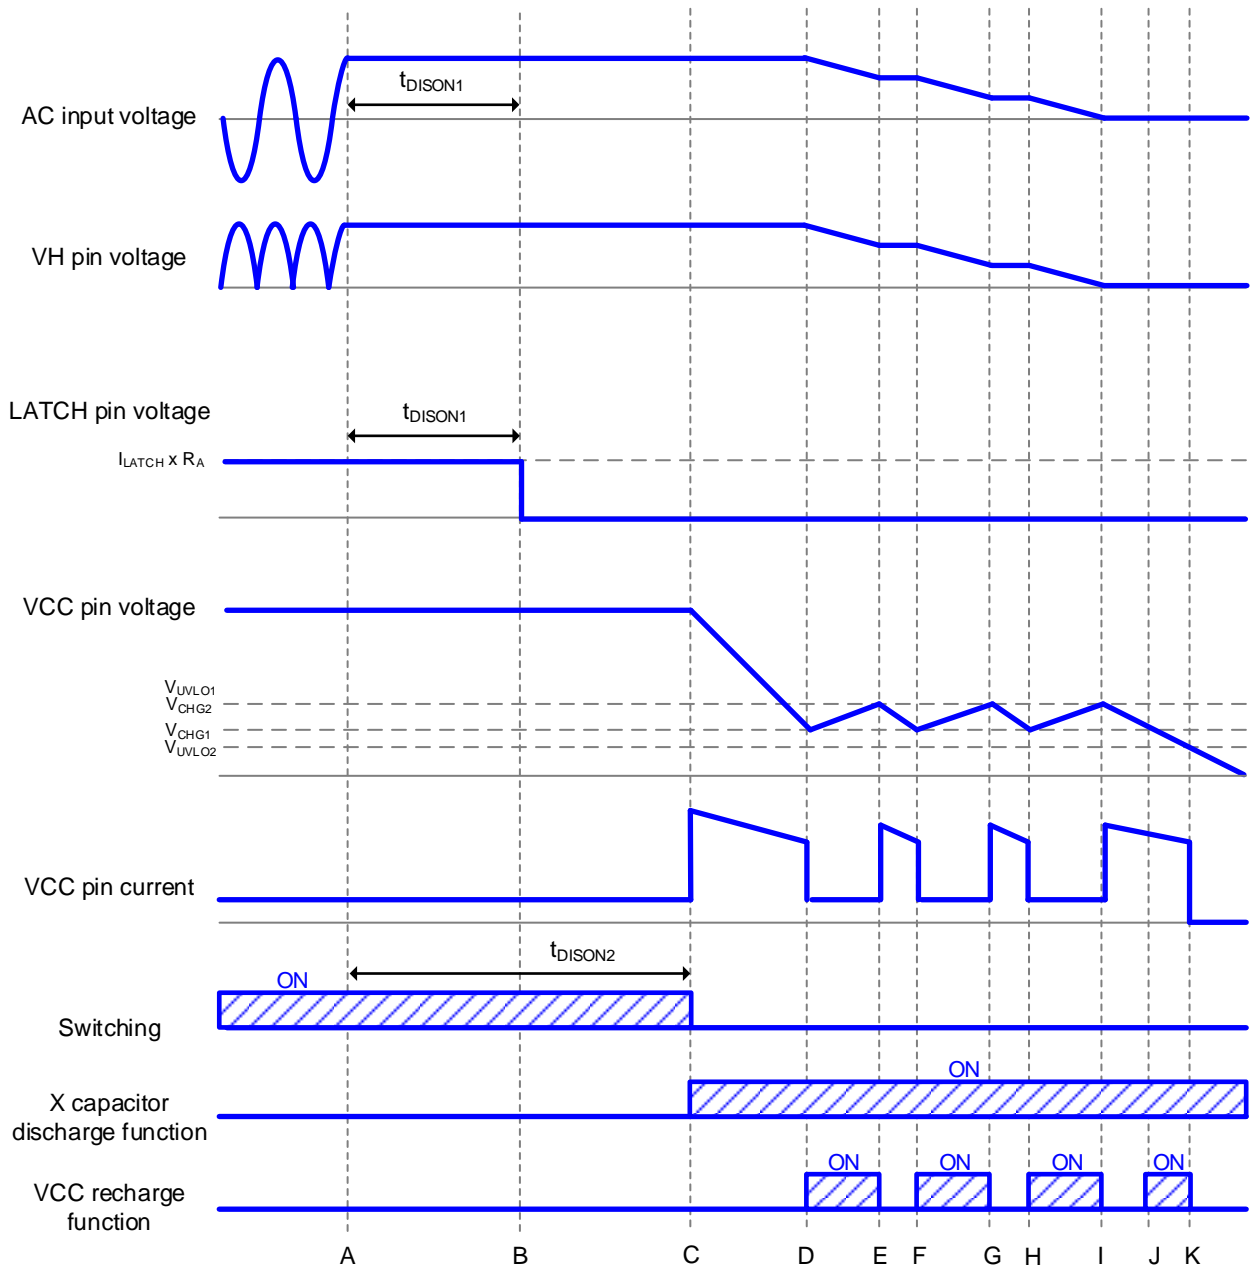 tDISON1
AC input voltage
VH pin voltage
LATCH pin voltage
tDISON1
ILATCH x RA
VCC pin voltage
VUVLO1
VCHG2
VCHG1
VUVLO2
VCC pin current
tDISON2
ON
Switching
ON
X capacitor
discharge function
ON ON ON ON
VCC recharge
function
A B C D E F G H I J K